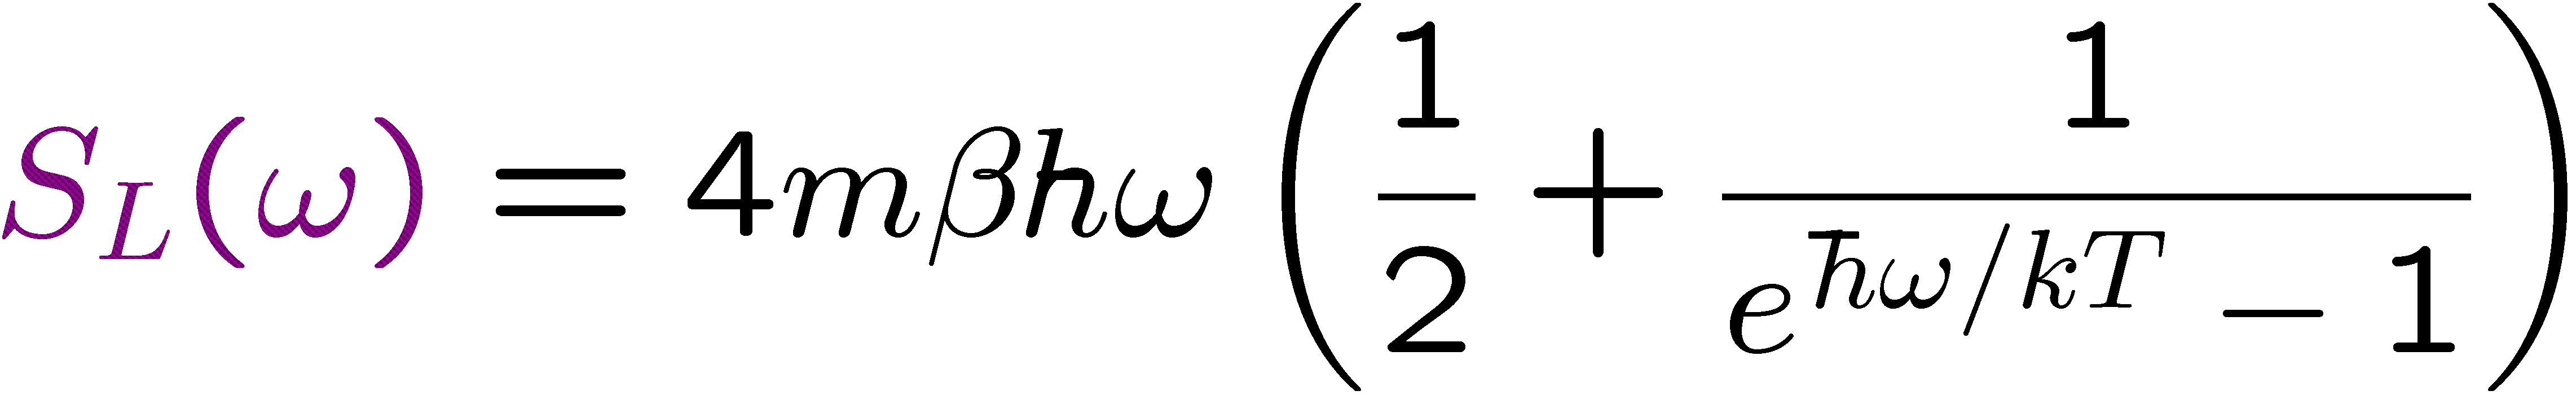 S_L(ω) = 4mβħω (1/2 + 1/(e^{ħω/kT} − 1))